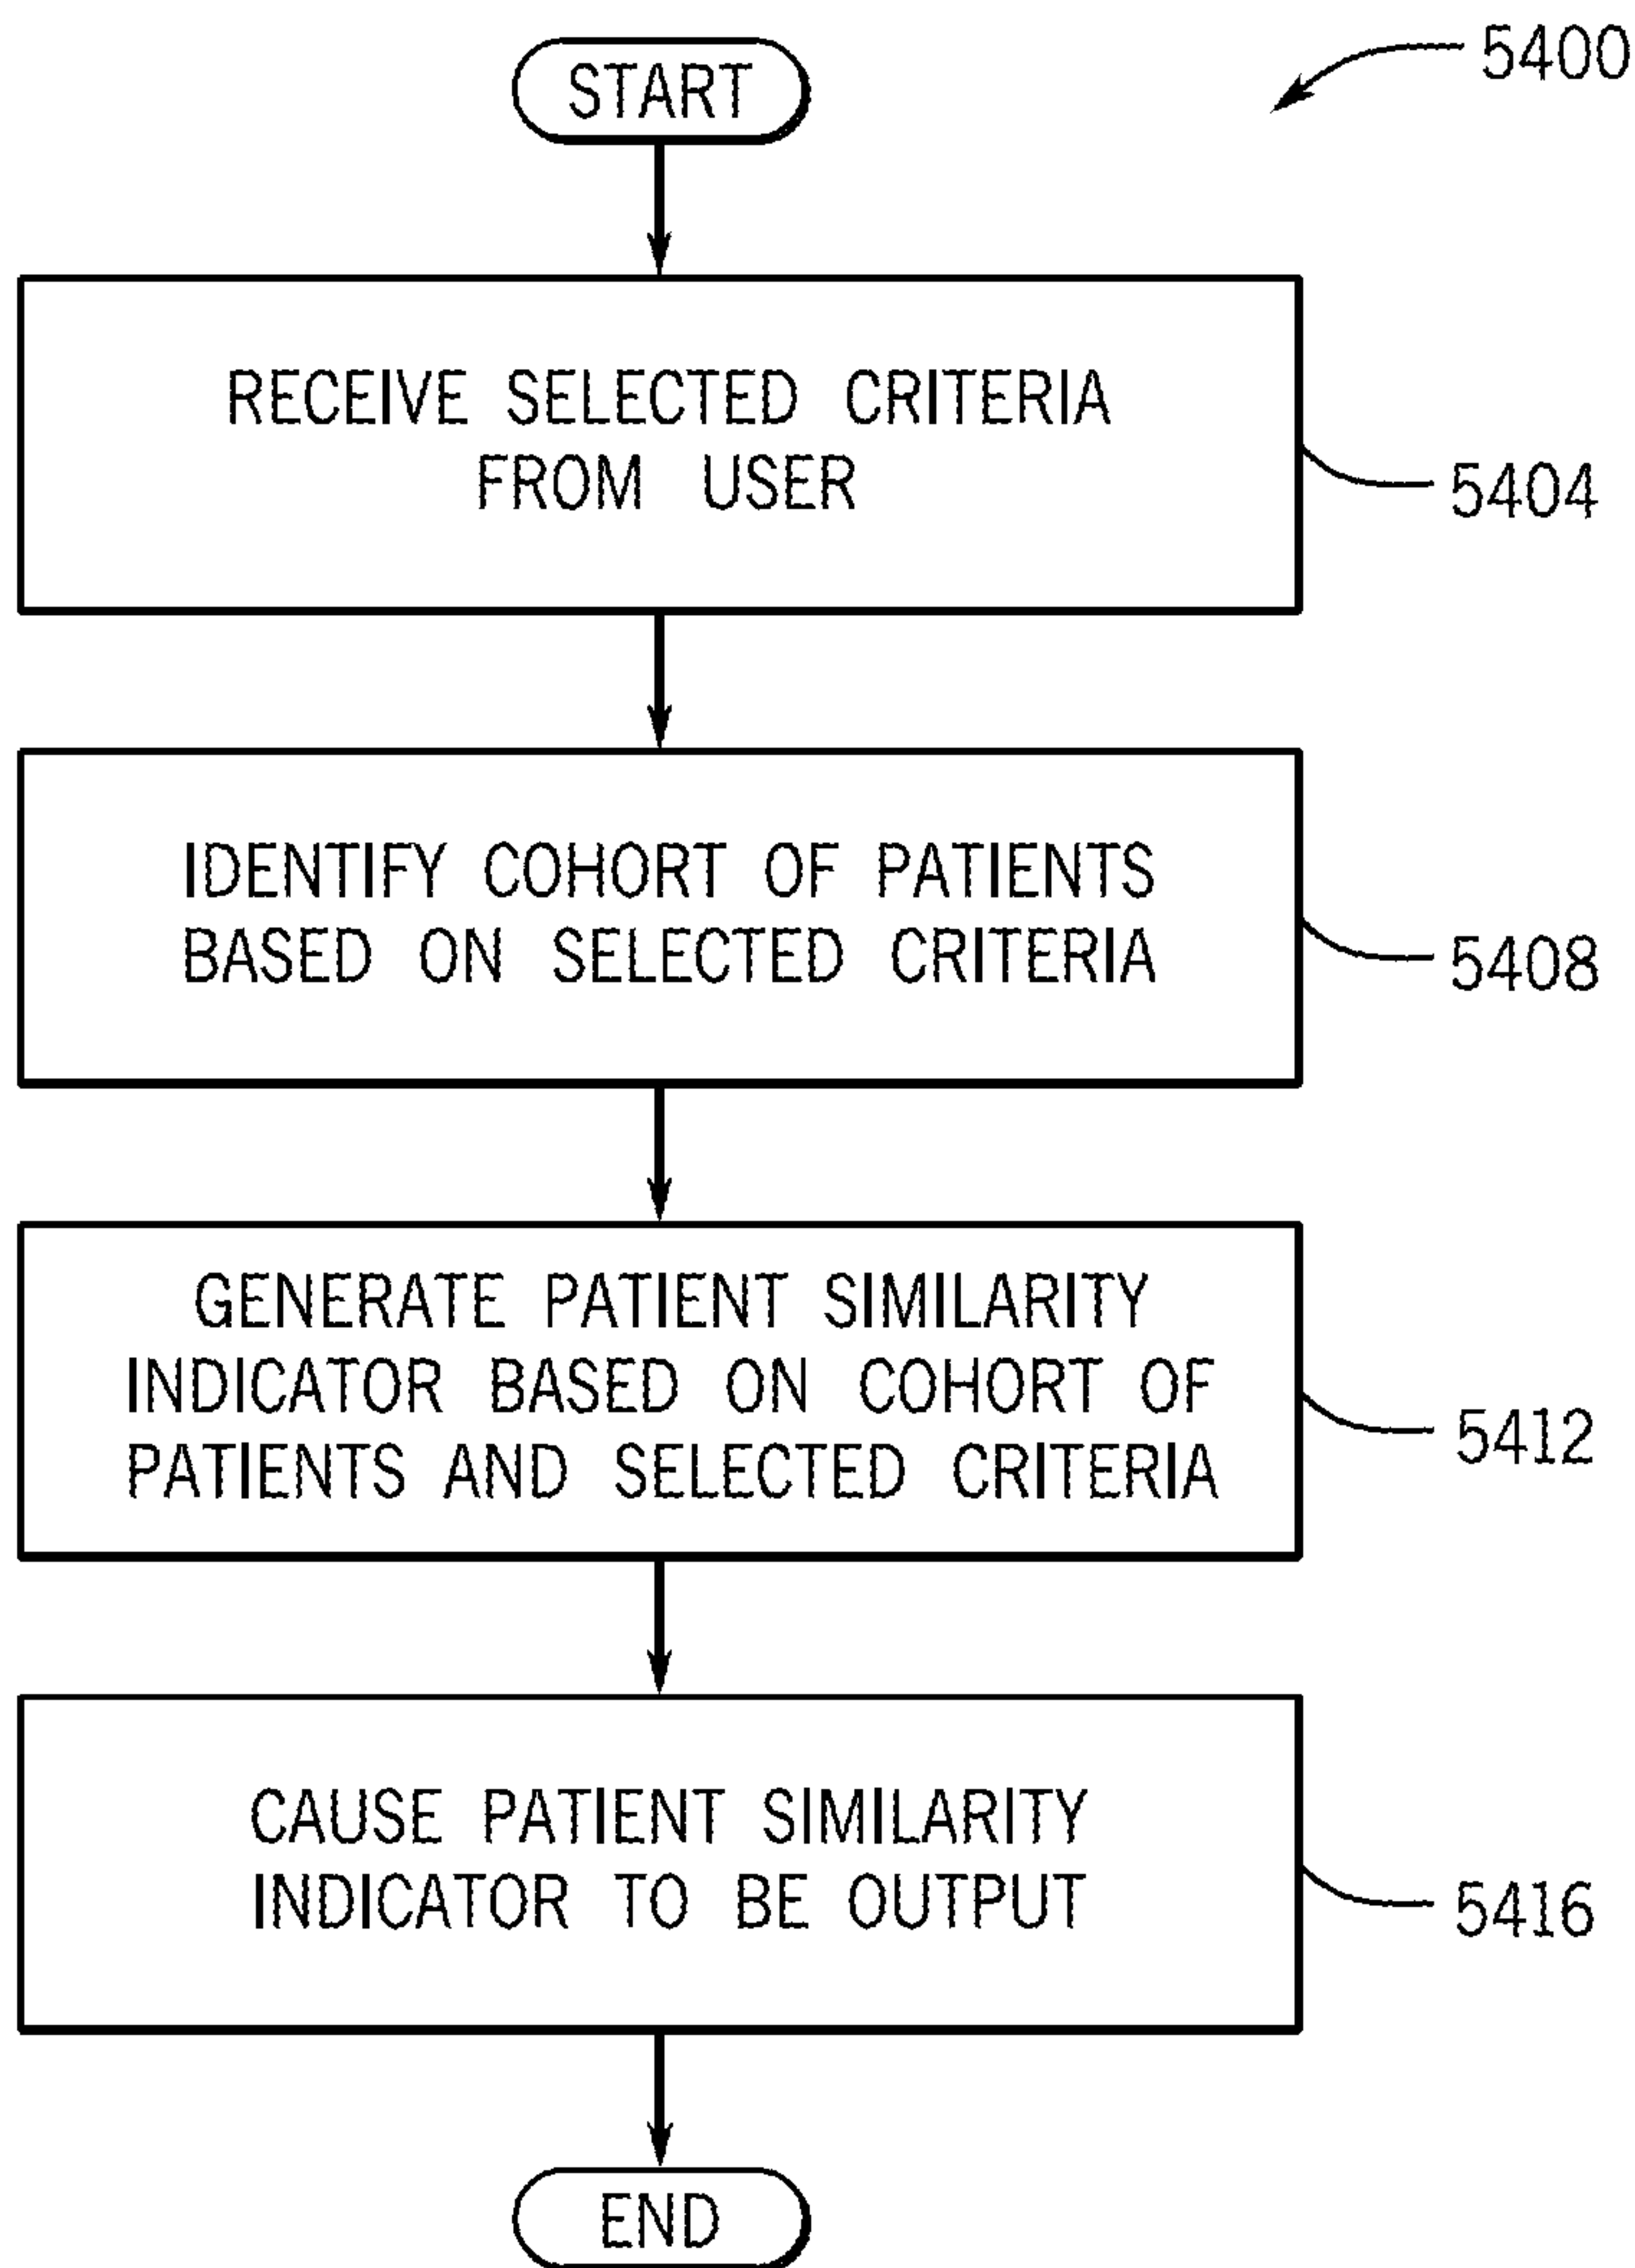 START
5400
RECEIVE SELECTED CRITERIA
FROM USER
5404
IDENTIFY COHORT OF PATIENTS
BASED ON SELECTED CRITERIA
5408
GENERATE PATIENT SIMILARITY
INDICATOR BASED ON COHORT OF
PATIENTS AND SELECTED CRITERIA
5412
CAUSE PATIENT SIMILARITY
INDICATOR TO BE OUTPUT
5416
END